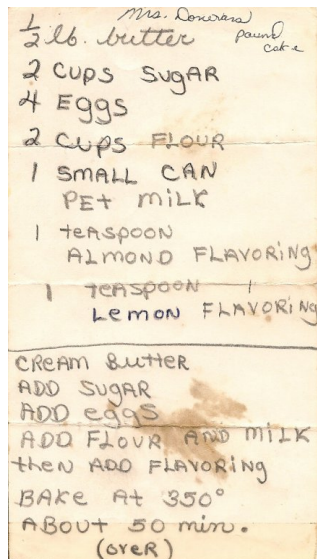 Mrs. Donovans
pound
cake
1/2 lb. butter
2 CUPS SUGAR
4 EGGS
2 CUPS FLOUR
1 SMALL CAN
PET MILK
1 teASPOON
ALMOND FLAVORING
1 teASPOON
LemON FLAVORING
CREAM BUtteR
ADD SUGAR
ADD eggS
ADD FLOUR AND MILK
then ADD FLAVORING
BAKe At 350°
ABOUt 50 min.
(oveR)